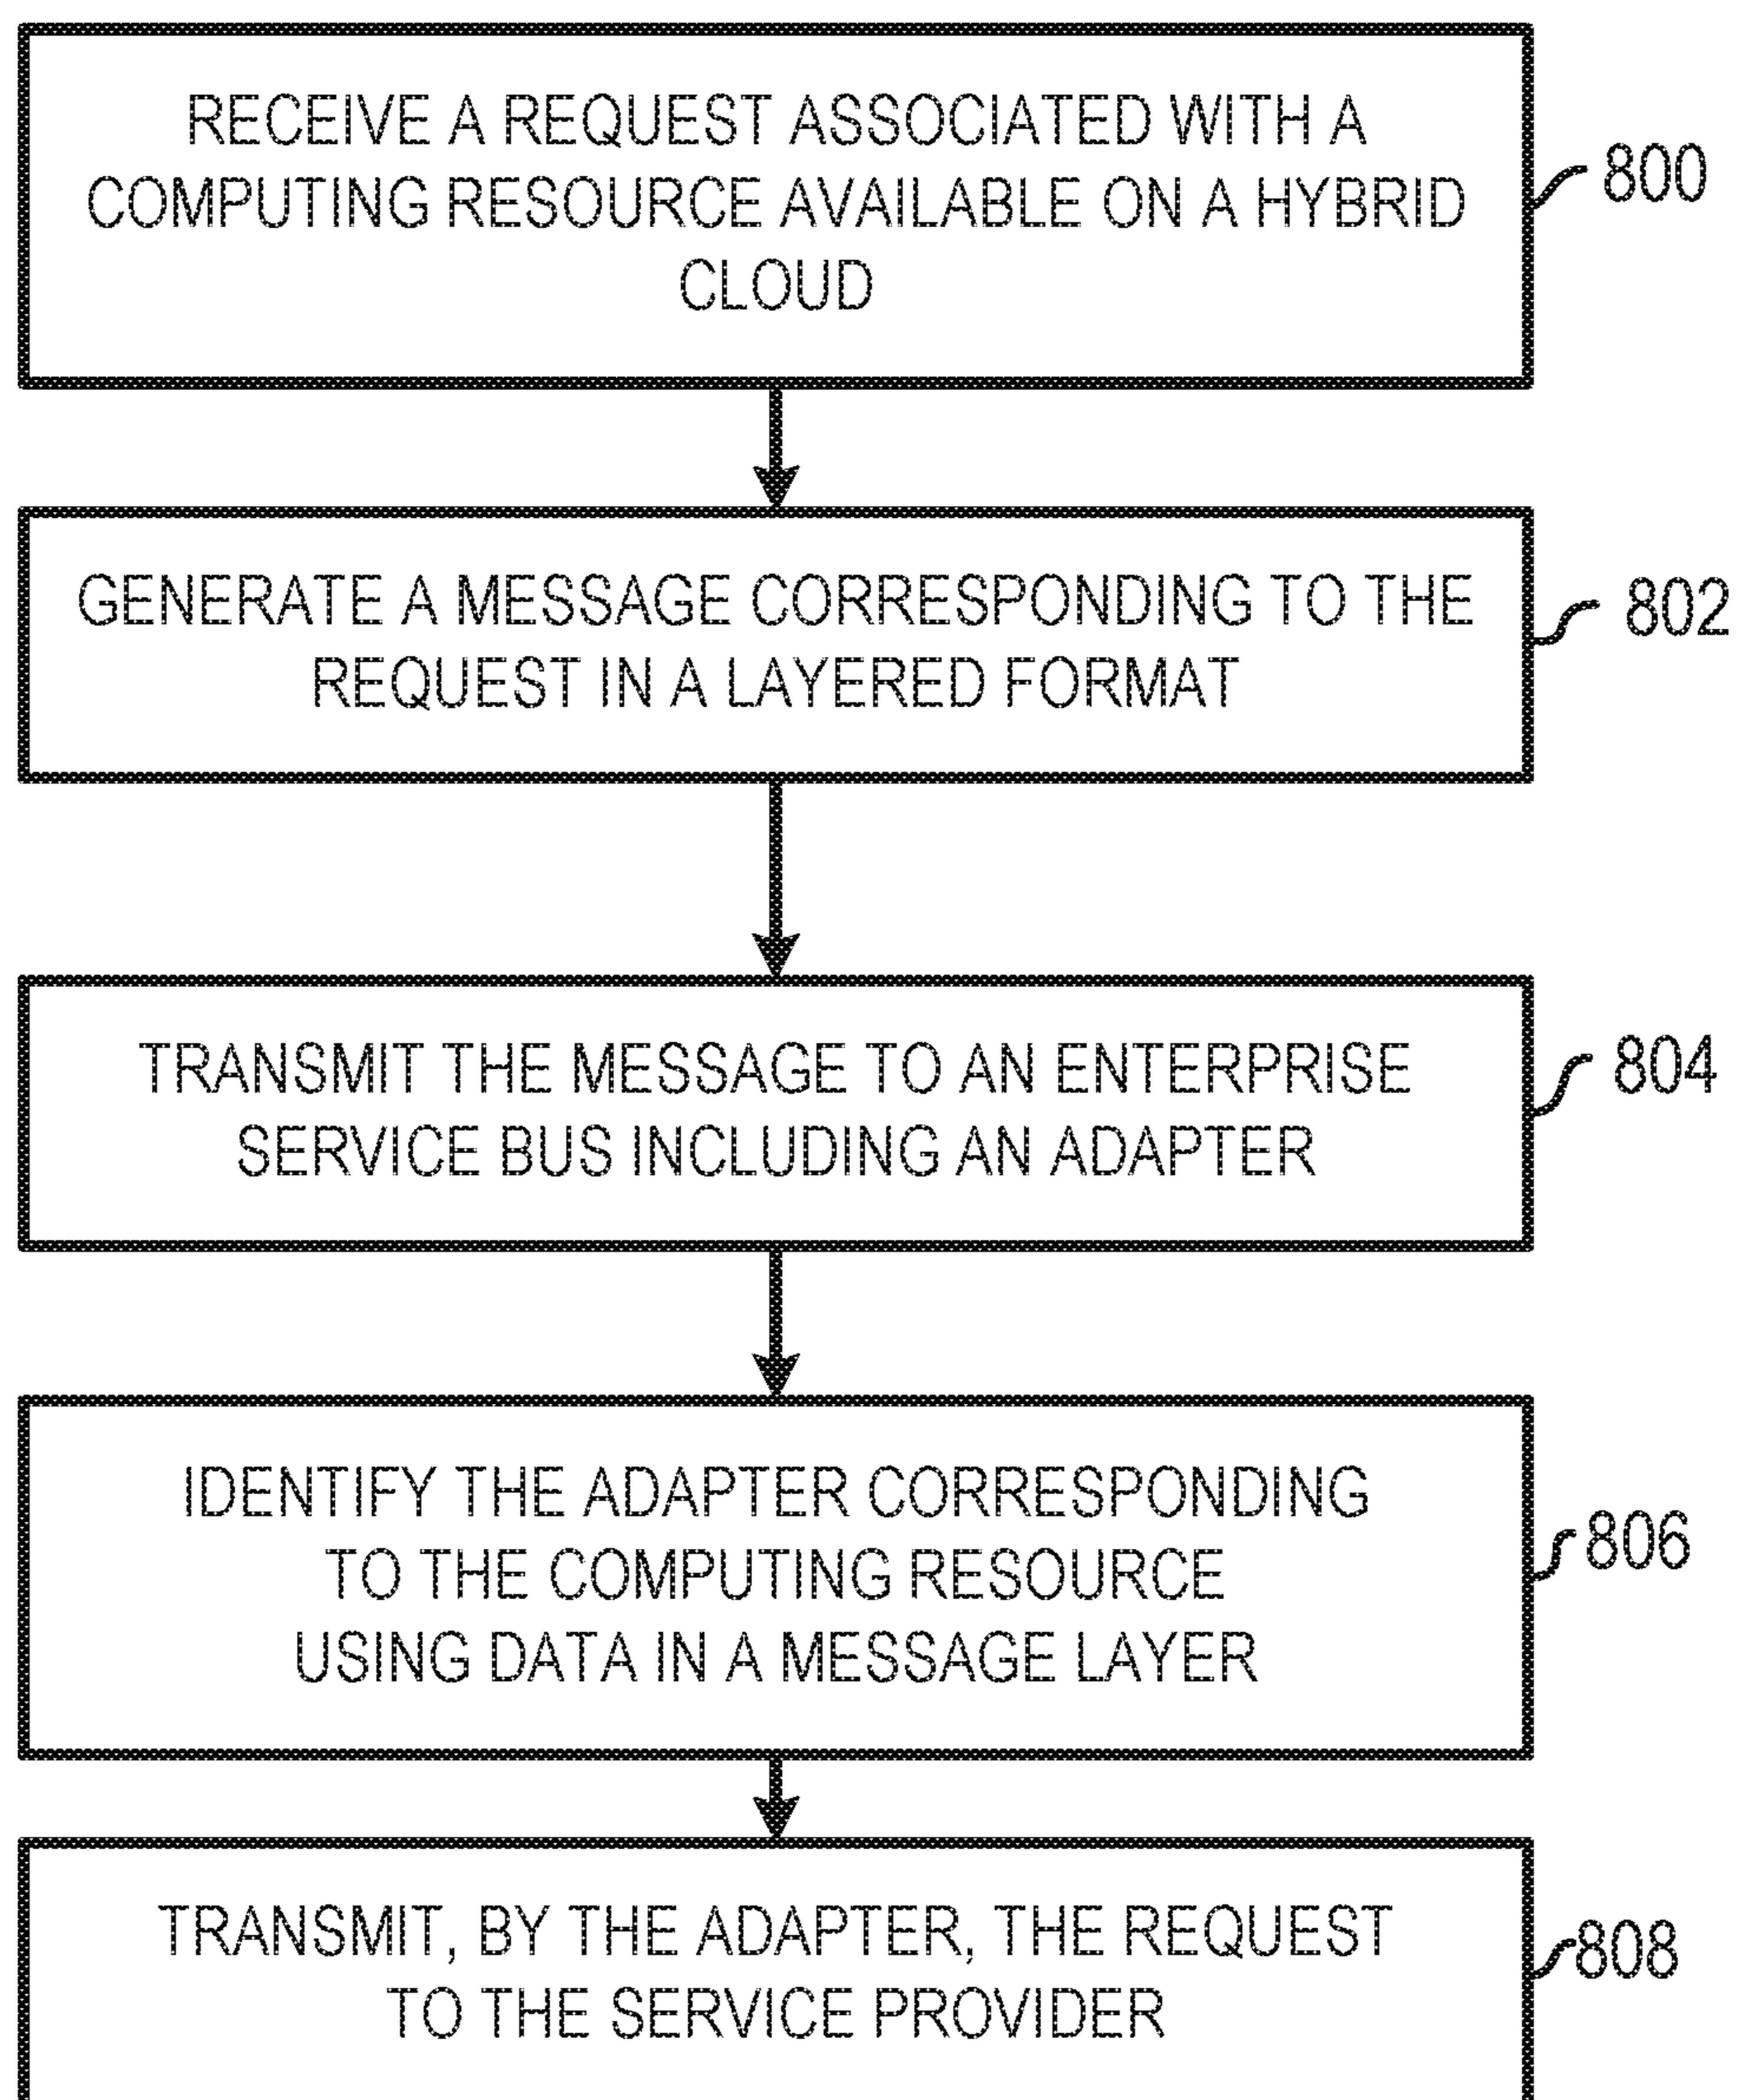 RECEIVE A REQUEST ASSOCIATED WITH A
COMPUTING RESOURCE AVAILABLE ON A HYBRID
CLOUD
800
GENERATE A MESSAGE CORRESPONDING TO THE
REQUEST IN A LAYERED FORMAT
802
TRANSMIT THE MESSAGE TO AN ENTERPRISE
SERVICE BUS INCLUDING AN ADAPTER
804
IDENTIFY THE ADAPTER CORRESPONDING
TO THE COMPUTING RESOURCE
USING DATA IN A MESSAGE LAYER
806
TRANSMIT, BY THE ADAPTER, THE REQUEST
TO THE SERVICE PROVIDER
808